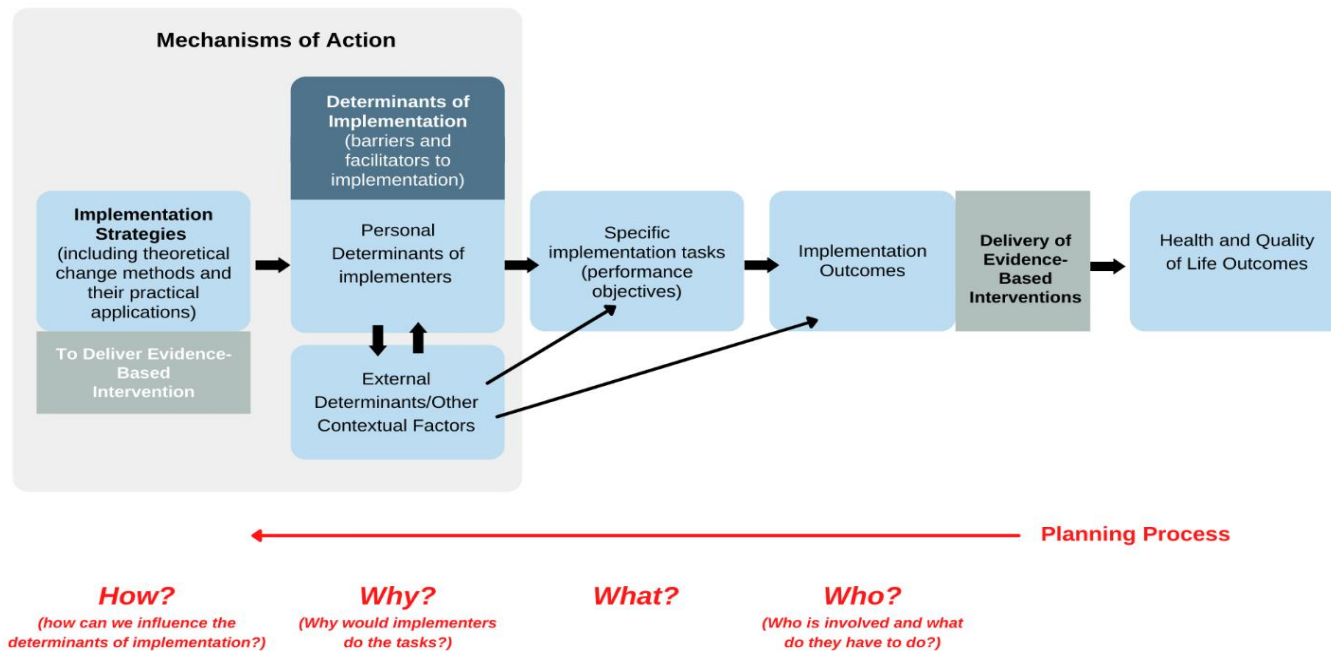 Mechanisms of Action
Determinants of
Implementation
(barriers and
facilitators to
implementation)
Implementation
Strategies
(including theoretical
change methods and
their practical
applications)
To Deliver Evidence-
Based
Intervention
Personal
Determinants of
implementers
External
Determinants/Other
Contextual Factors
Specific
implementation tasks
(performance
objectives)
Implementation
Outcomes
Delivery of
Evidence-
Based
Interventions
Health and Quality
of Life Outcomes
Planning Process
How?
(how can we influence the
determinants of implementation?)
Why?
(Why would implementers
do the tasks?)
What?
Who?
(Who is involved and what
do they have to do?)